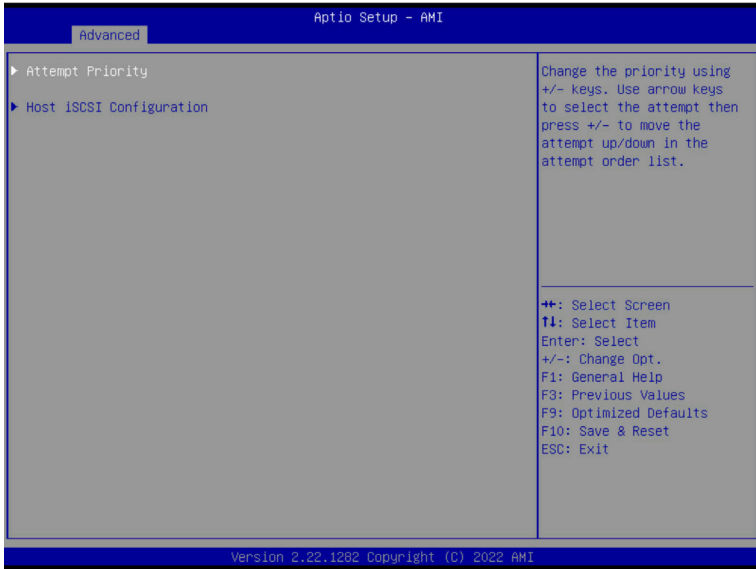 Aptio Setup – AMI
Advanced
▶ Attempt Priority
▶ Host iSCSI Configuration
Change the priority using
+/- keys. Use arrow keys
to select the attempt then
press +/- to move the
attempt up/down in the
attempt order list.
→←: Select Screen
↑↓: Select Item
Enter: Select
+/-: Change Opt.
F1: General Help
F3: Previous Values
F9: Optimized Defaults
F10: Save & Reset
ESC: Exit
Version 2.22.1282 Copyright (C) 2022 AMI